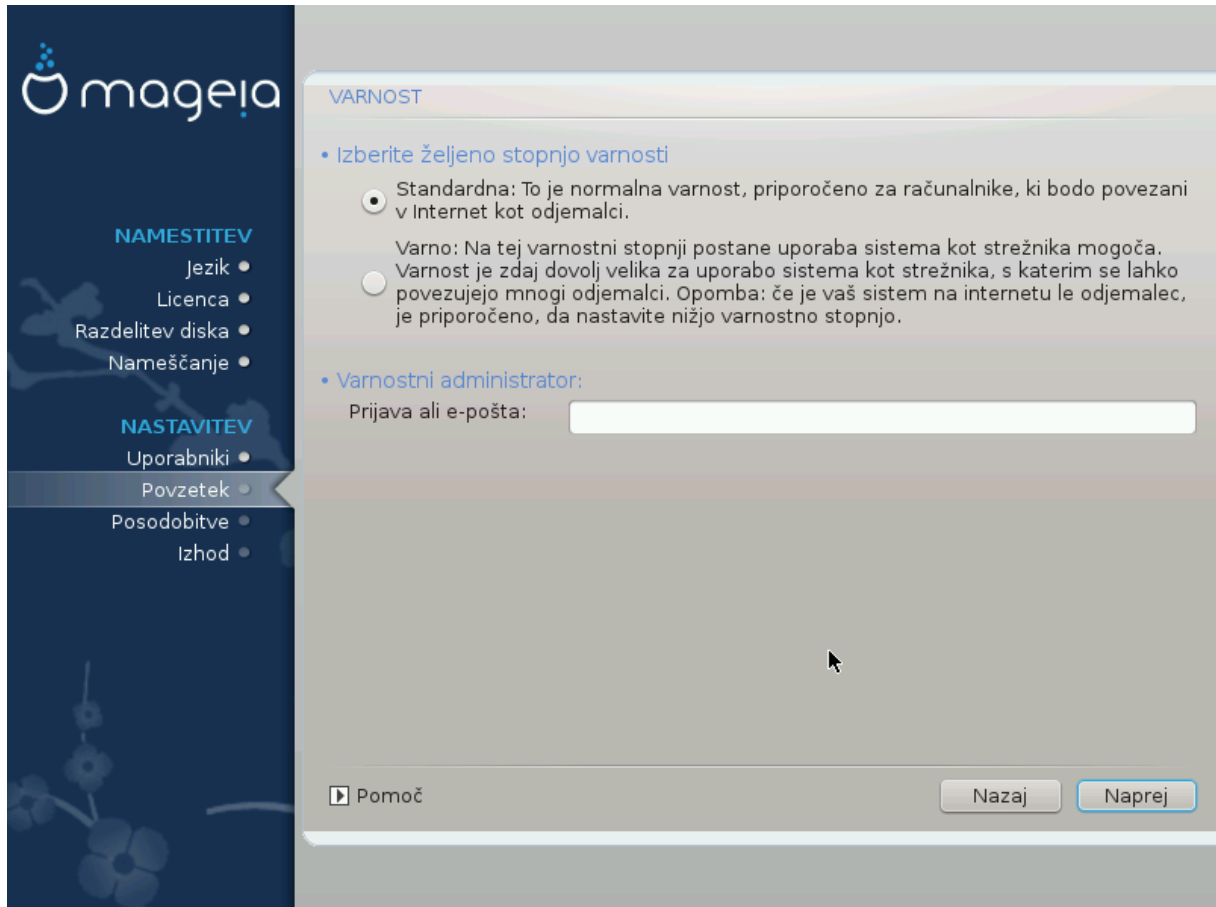 mageia
NAMESTITEV
Jezik
Licenca
Razdelitev diska
Nameščanje
NASTAVITEV
Uporabniki
Povzetek
Posodobitve
Izhod
VARNOST
• Izberite željeno stopnjo varnosti
Standardna: To je normalna varnost, priporočeno za računalnike, ki bodo povezani
v Internet kot odjemalci.
Varno: Na tej varnostni stopnji postane uporaba sistema kot strežnika mogoča.
Varnost je zdaj dovolj velika za uporabo sistema kot strežnika, s katerim se lahko
povezujejo mnogi odjemalci. Opomba: če je vaš sistem na internetu le odjemalec,
je priporočeno, da nastavite nižjo varnostno stopnjo.
• Varnostni administrator:
Prijava ali e-pošta:
Pomoč
Nazaj
Naprej